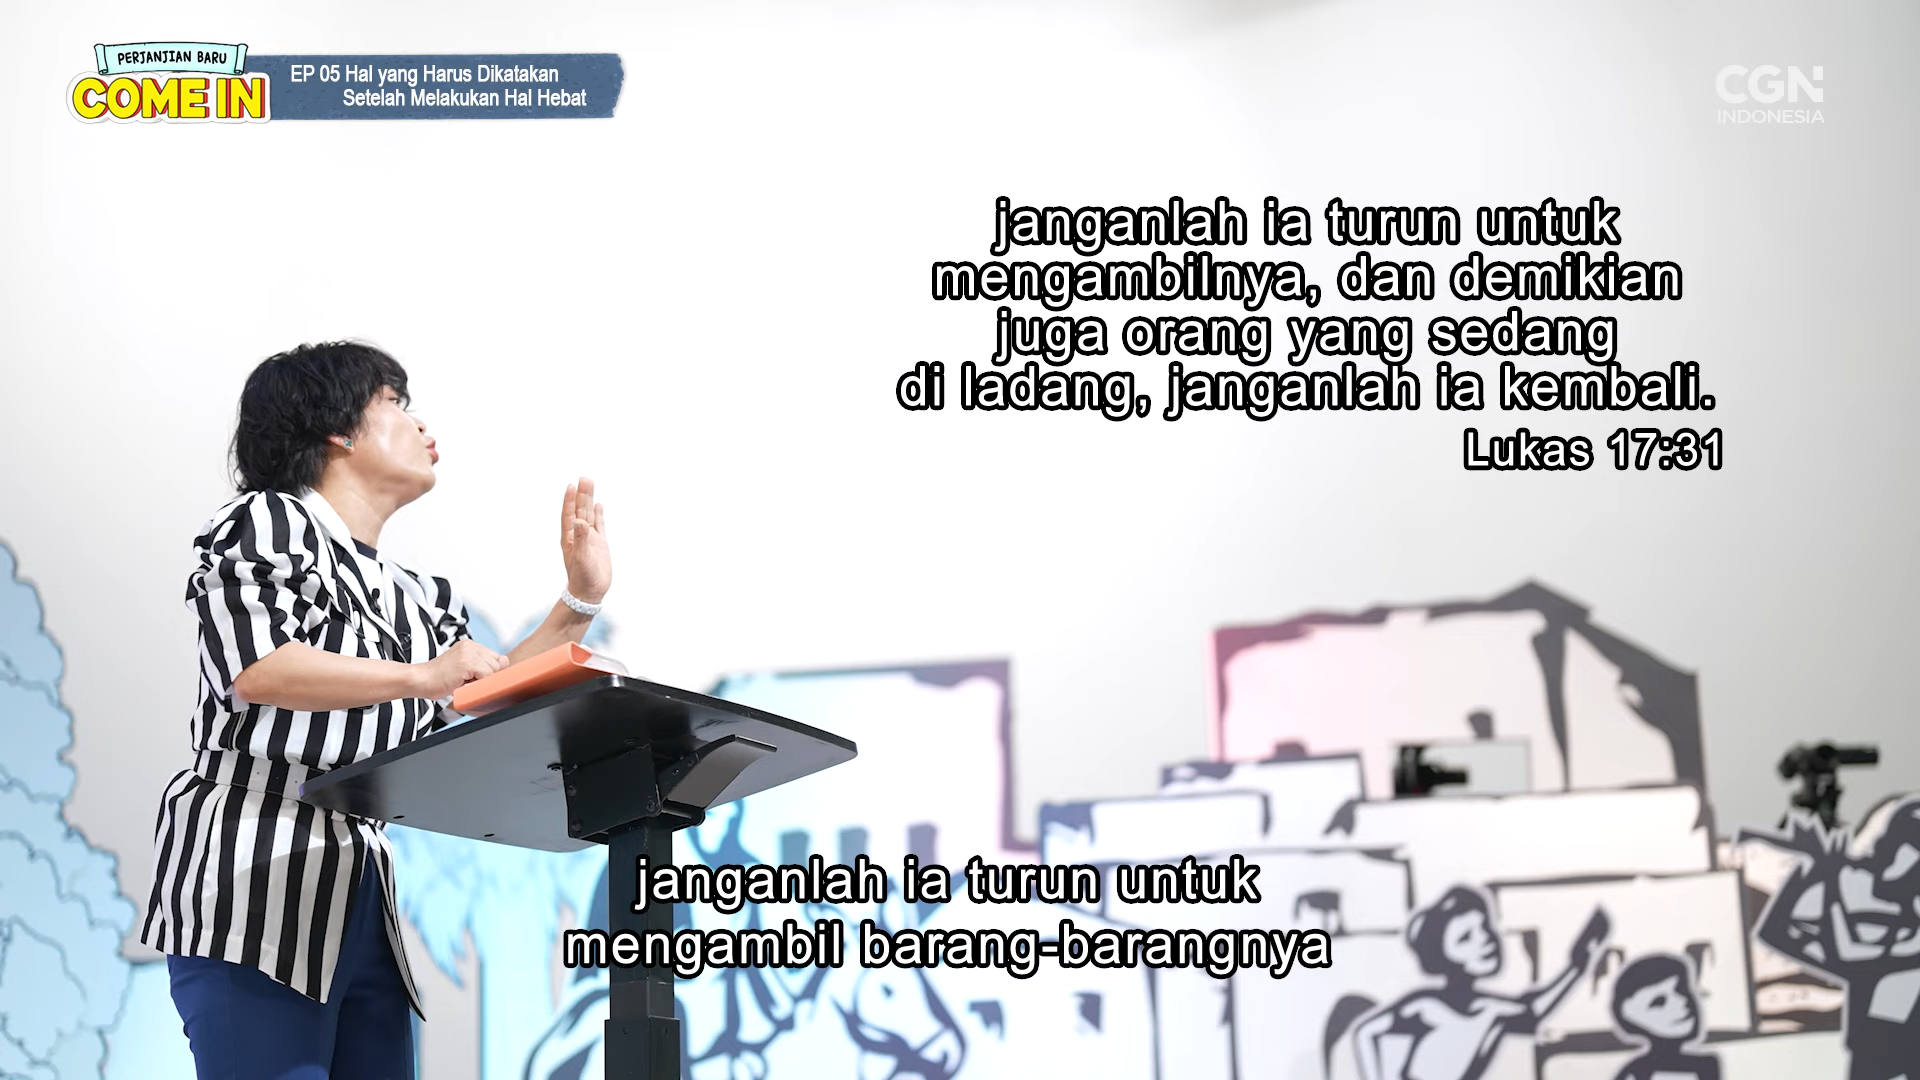 PERJANJIAN BARU
COME IN
EP 05 Hal yang Harus Dikatakan
Setelah Melakukan Hal Hebat
CGN
INDONESIA
janganlah ia turun untuk
mengambilnya, dan demikian
juga orang yang sedang
di ladang, janganlah ia kembali.
Lukas 17:31
janganlah ia turun untuk
mengambil barang-barangnya